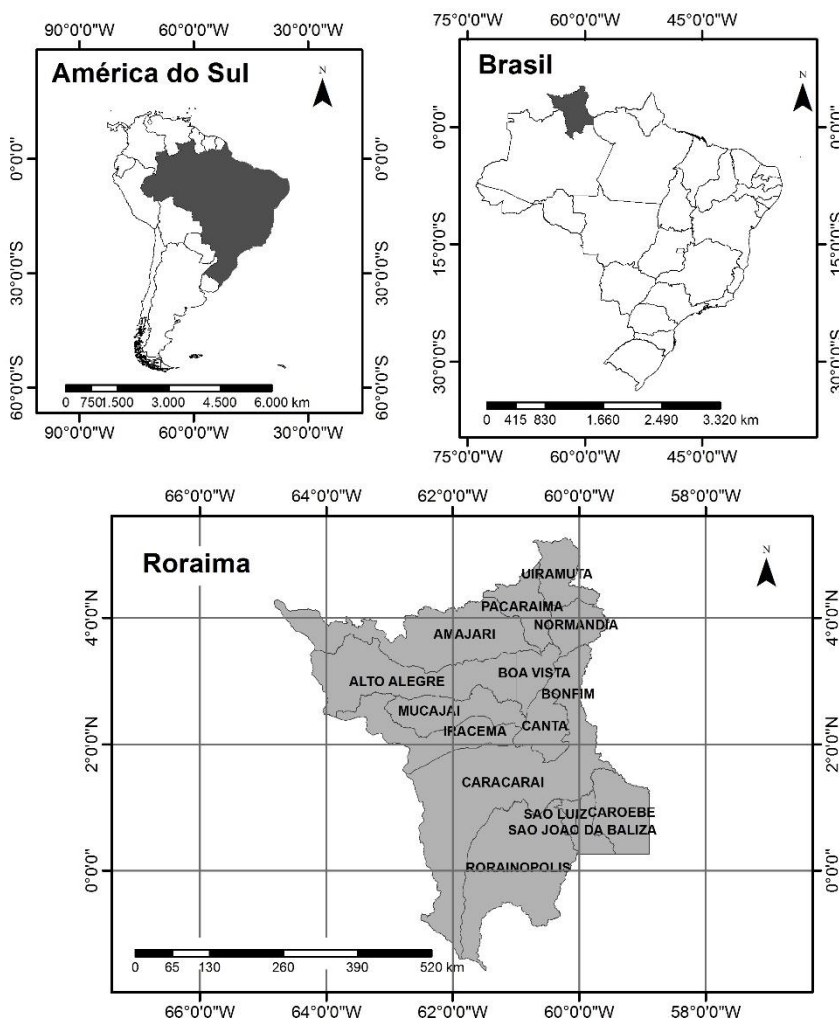 90°0'0"W 60°0'0"W 30°0'0"W
América do Sul
N
0°0'0"
0°0'0"
30°0'0"S
30°0'0"S
60°0'0"S
60°0'0"S
0 750 1.500 3.000 4.500 6.000 km
90°0'0"W 60°0'0"W 30°0'0"W
75°0'0"W 60°0'0"W 45°0'0"W
Brasil
N
0°0'0"
0°0'0"
15°0'0"S
15°0'0"S
30°0'0"S
30°0'0"S
0 415 830 1.660 2.490 3.320 km
75°0'0"W 60°0'0"W 45°0'0"W
66°0'0"W 64°0'0"W 62°0'0"W 60°0'0"W 58°0'0"W
Roraima
N
UIRAMUTA
PACARAIMA
4°0'0"N
4°0'0"N
NORMANDIA
AMAJARI
BOA VISTA
ALTO ALEGRE
BONFIM
MUCAJAI
CANTA
IRACEMA
2°0'0"N
2°0'0"N
CARACARAI
SAO LUIZ
CAROEBE
SAO JOAO DA BALIZA
RORAINOPOLIS
0°0'0"
0°0'0"
0 65 130 260 390 520 km
66°0'0"W 64°0'0"W 62°0'0"W 60°0'0"W 58°0'0"W